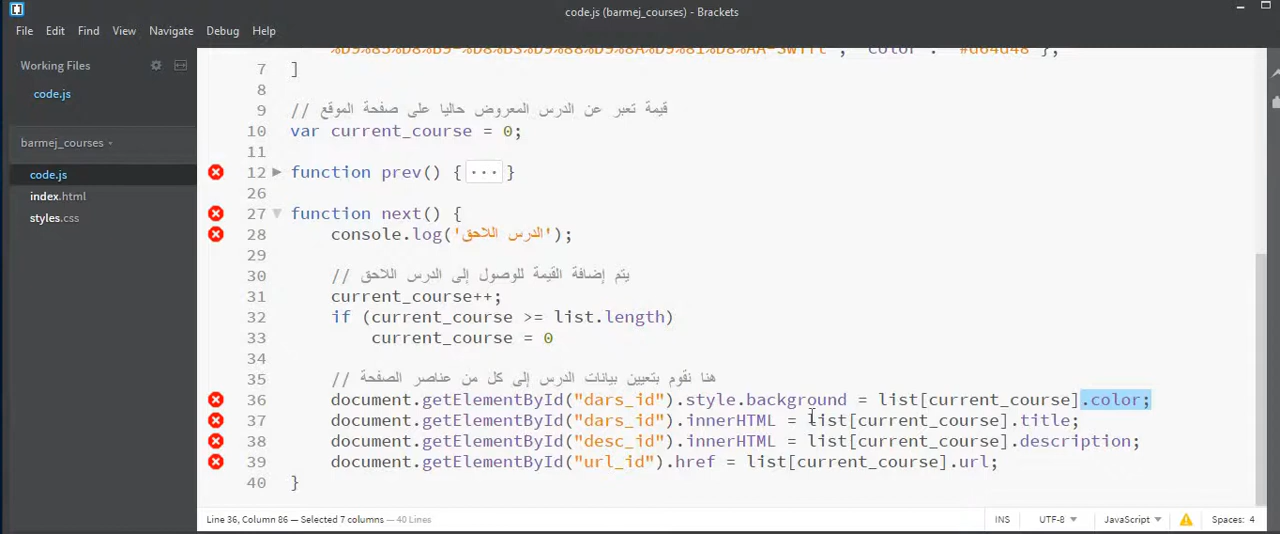 code.js (barmej_courses) - Brackets
File Edit Find View Navigate Debug Help
Working Files
code.js
barmej_courses
code.js
index.html
styles.css
7 ]
8
9 // قيمة تعبر عن الدرس المعروض حاليا على صفحة الموقع
10 var current_course = 0;
11
12 function prev() { ... }
26
27 function next() {
28 console.log('الدرس اللاحق');
29
30 // يتم إضافة القيمة للوصول إلى الدرس اللاحق
31 current_course++;
32 if (current_course >= list.length)
33 current_course = 0
34
35 // هنا نقوم بتعيين بيانات الدرس إلى كل من عناصر الصفحة
36 document.getElementById("dars_id").style.background = list[current_course].color;
37 document.getElementById("dars_id").innerHTML = list[current_course].title;
38 document.getElementById("desc_id").innerHTML = list[current_course].description;
39 document.getElementById("url_id").href = list[current_course].url;
40 }
Line 36, Column 86 — Selected 7 columns — 40 Lines
INS UTF-8 JavaScript Spaces: 4